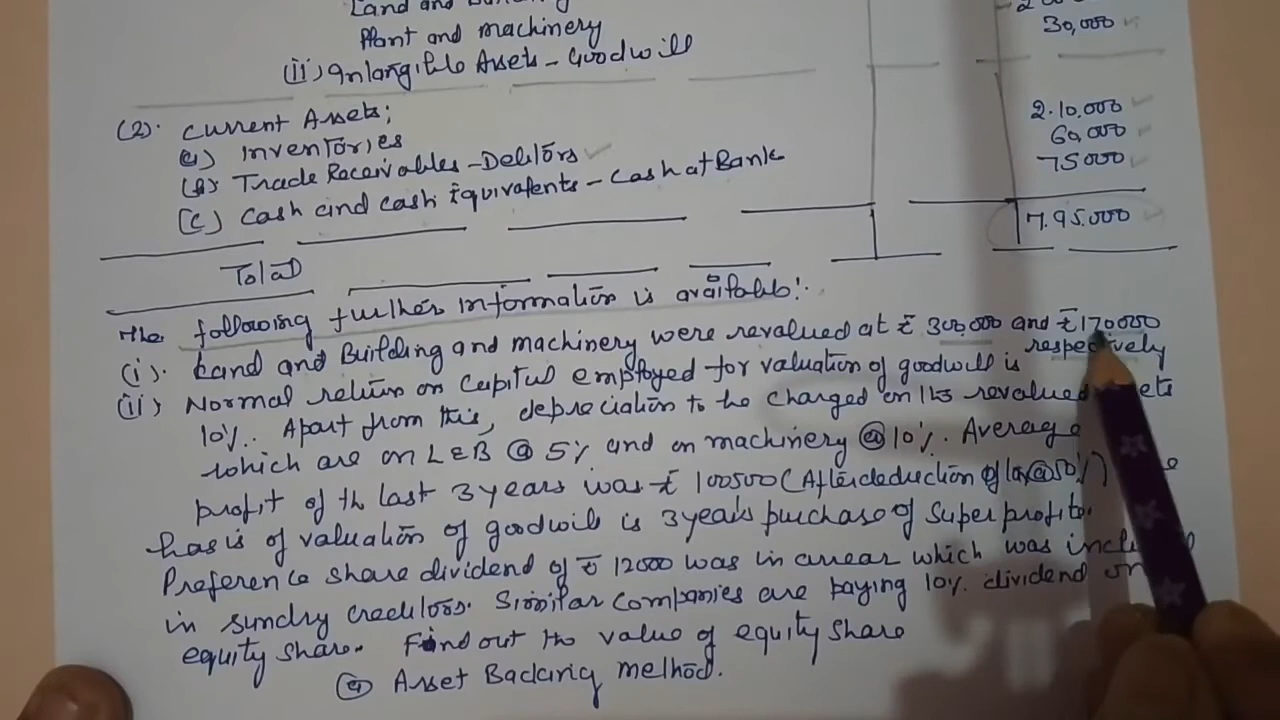 Land and
Plant and machinery 30,000
(ii) Intangible Assets - Goodwill
(2). Current Assets;
(a) Inventories 2.10,000
(b) Trade Receivables - Debtors 60,000
(c) Cash and cash Equivalents - Cash at Bank 75000
Total 7.95.000
The following further information is available:
(i). Land and Building and machinery were revalued at ₹ 300,000 and ₹ 170000
respectively
(ii) Normal return on Capital employed for valuation of goodwill is
10%. Apart from this, depreciation to be charged on its revalued
which are on L&B @ 5% and on machinery @ 10%. Average
profit of the last 3 years was ₹ 100500 (After deduction of tax @ 50%)
basis of valuation of goodwill is 3 years purchase of super profits.
Preference share dividend of ₹ 12000 was in arrear which was
in sundry creditors. Similar companies are paying 10% dividend on
equity share. Find out the value of equity share
(a) Asset Backing method.